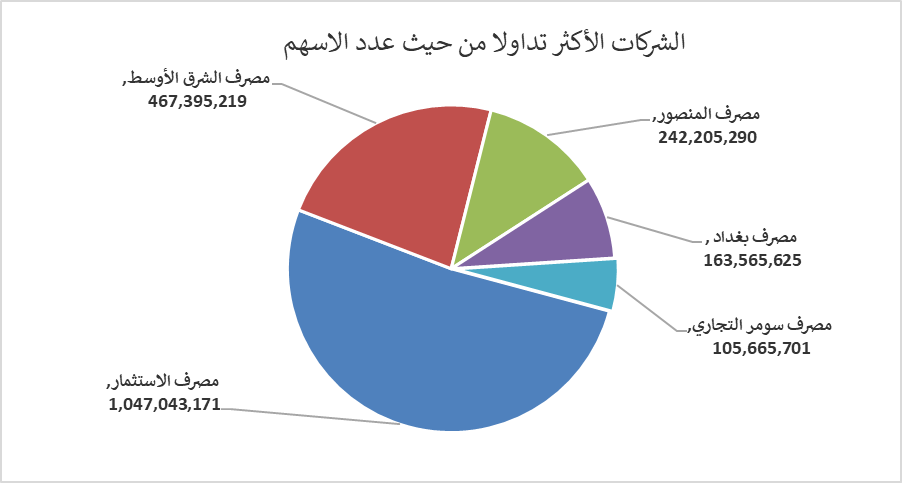 الشركات الأكثر تداولا من حيث عدد الاسهم
مصرف الشرق الأوسط,
467,395,219
مصرف المنصور,
242,205,290
مصرف بغداد ,
163,565,625
مصرف سومر التجاري,
105,665,701
مصرف الاستثمار,
1,047,043,171